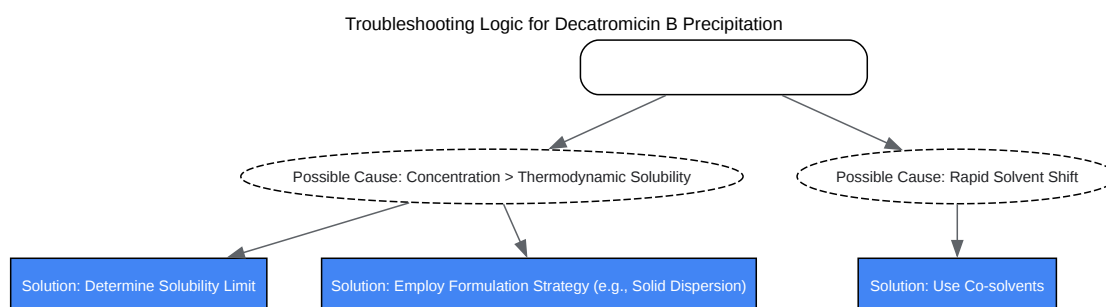 Troubleshooting Logic for Decatromicin B Precipitation
Possible Cause: Concentration > Thermodynamic Solubility
Possible Cause: Rapid Solvent Shift
Solution: Determine Solubility Limit
Solution: Employ Formulation Strategy (e.g., Solid Dispersion)
Solution: Use Co-solvents